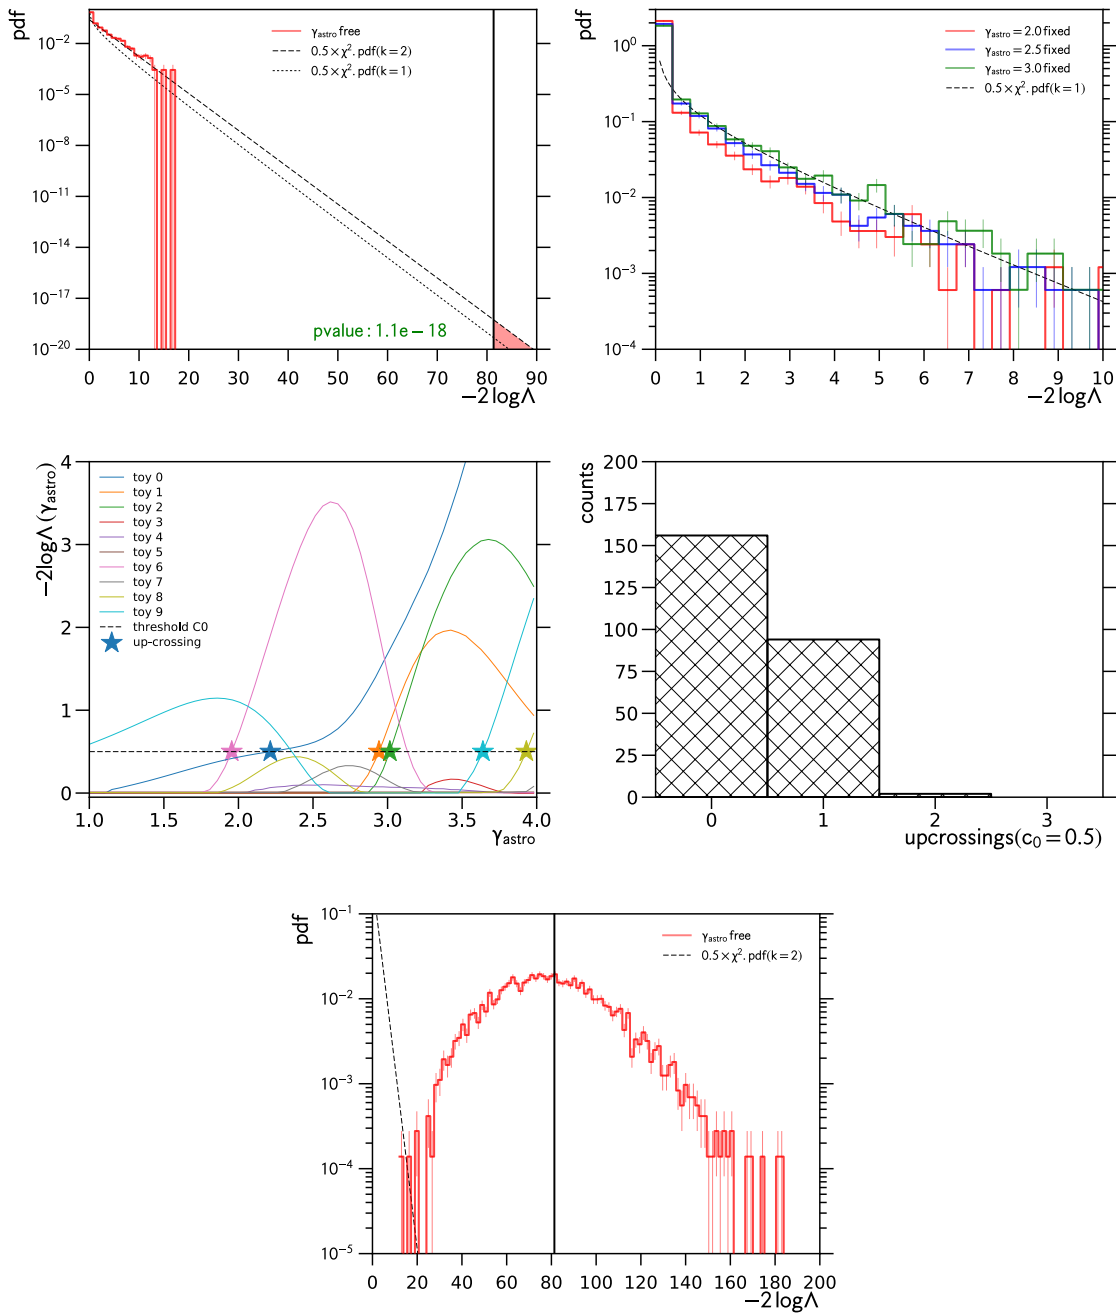 pdf
10⁻²
10⁻⁵
10⁻⁸
10⁻¹¹
10⁻¹⁴
10⁻¹⁷
10⁻²⁰
γastro free
0.5×χ².pdf(k=2)
0.5×χ².pdf(k=1)
pvalue: 1.1e−18
0 10 20 30 40 50 60 70 80 90
−2logΛ
pdf
10⁰
10⁻¹
10⁻²
10⁻³
10⁻⁴
γastro = 2.0 fixed
γastro = 2.5 fixed
γastro = 3.0 fixed
0.5×χ².pdf(k=1)
0 1 2 3 4 5 6 7 8 9 10
−2logΛ
−2logΛ(γastro)
4
3
2
1
0
toy 0
toy 1
toy 2
toy 3
toy 4
toy 5
toy 6
toy 7
toy 8
toy 9
threshold C0
up-crossing
1.0 1.5 2.0 2.5 3.0 3.5 4.0
γastro
counts
200
175
150
125
100
75
50
25
0
0 1 2 3
upcrossings(c₀ = 0.5)
pdf
10⁻¹
10⁻²
10⁻³
10⁻⁴
10⁻⁵
γastro free
0.5×χ².pdf(k=2)
0 20 40 60 80 100 120 140 160 180 200
−2logΛ